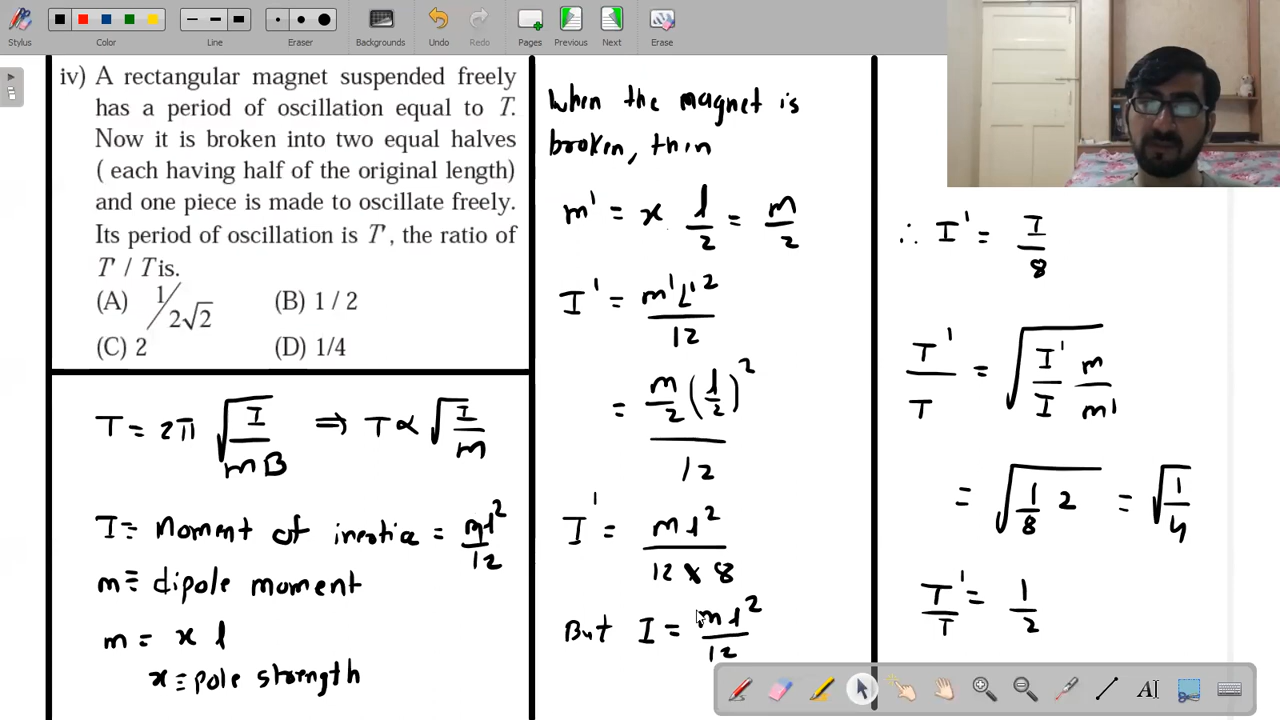 Stylus
Color
Line
Eraser
Backgrounds
Undo
Redo
Pages
Previous
Next
Erase
iv) A rectangular magnet suspended freely
has a period of oscillation equal to T.
Now it is broken into two equal halves
( each having half of the original length)
and one piece is made to oscillate freely.
Its period of oscillation is T', the ratio of
T' / T is.
(A) 1/2√2 (B) 1 / 2
(C) 2 (D) 1/4
T = 2π √(I/mB) ⇒ T ∝ √(I/m)
I = Moment of inertia = ml²/12
m = dipole moment
m = x l
x = pole strength
When the magnet is
broken, thin
m' = x l/2 = m/2
I' = m'l'²/12
= m/2 (l/2)² / 12
I' = ml²/12×8
But I = ml²/12
∴ I' = I/8
T'/T = √(I'/I m/m')
= √(1/8 2) = √(1/4)
T'/T = 1/2
AI